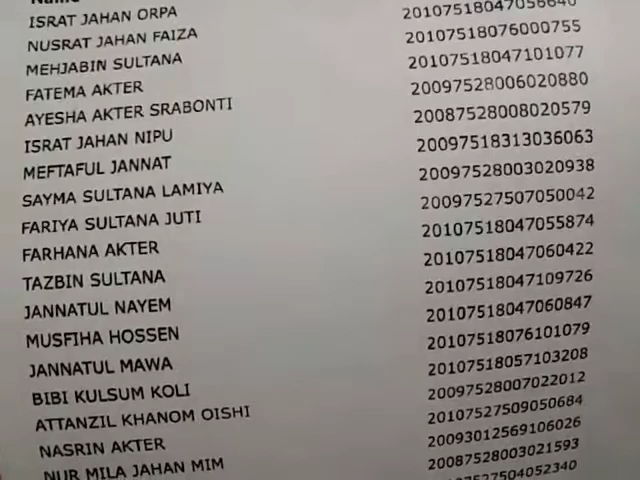 Name
ISRAT JAHAN ORPA 20107518047056640
NUSRAT JAHAN FAIZA 20107518076000755
MEHJABIN SULTANA 20107518047101077
FATEMA AKTER 20097528006020880
AYESHA AKTER SRABONTI 20087528008020579
ISRAT JAHAN NIPU 20097518313036063
MEFTAFUL JANNAT 20097528003020938
SAYMA SULTANA LAMIYA 20097527507050042
FARIYA SULTANA JUTI 20107518047055874
FARHANA AKTER 20107518047060422
TAZBIN SULTANA 20107518047109726
JANNATUL NAYEM 20107518047060847
MUSFIHA HOSSEN 20107518076101079
JANNATUL MAWA 20107518057103208
BIBI KULSUM KOLI 20097528007022012
ATTANZIL KHANOM OISHI 20107527509050684
NASRIN AKTER 20093012569106026
NUR MILA JAHAN MIM 20087528003021593